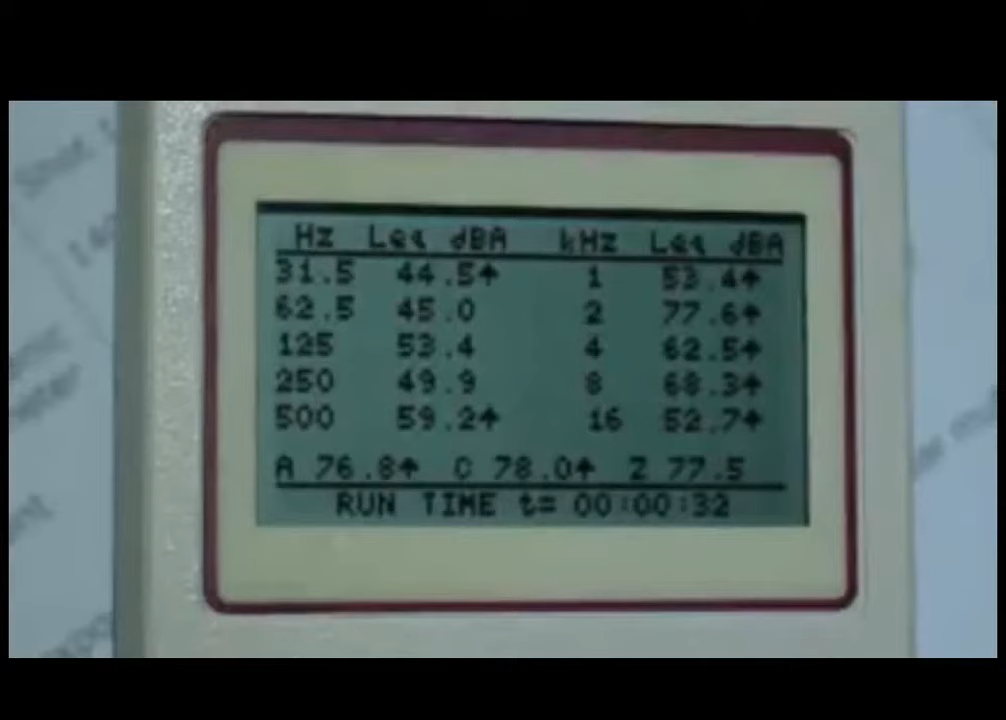 Hz Leq dBA kHz Leq dBA
31.5 44.5↑ 1 53.4↑
62.5 45.0 2 77.6↑
125 53.4 4 62.5↑
250 49.9 8 68.3↑
500 59.2↑ 16 52.7↑
A 76.8↑ C 78.0↑ Z 77.5
RUN TIME t= 00:00:32